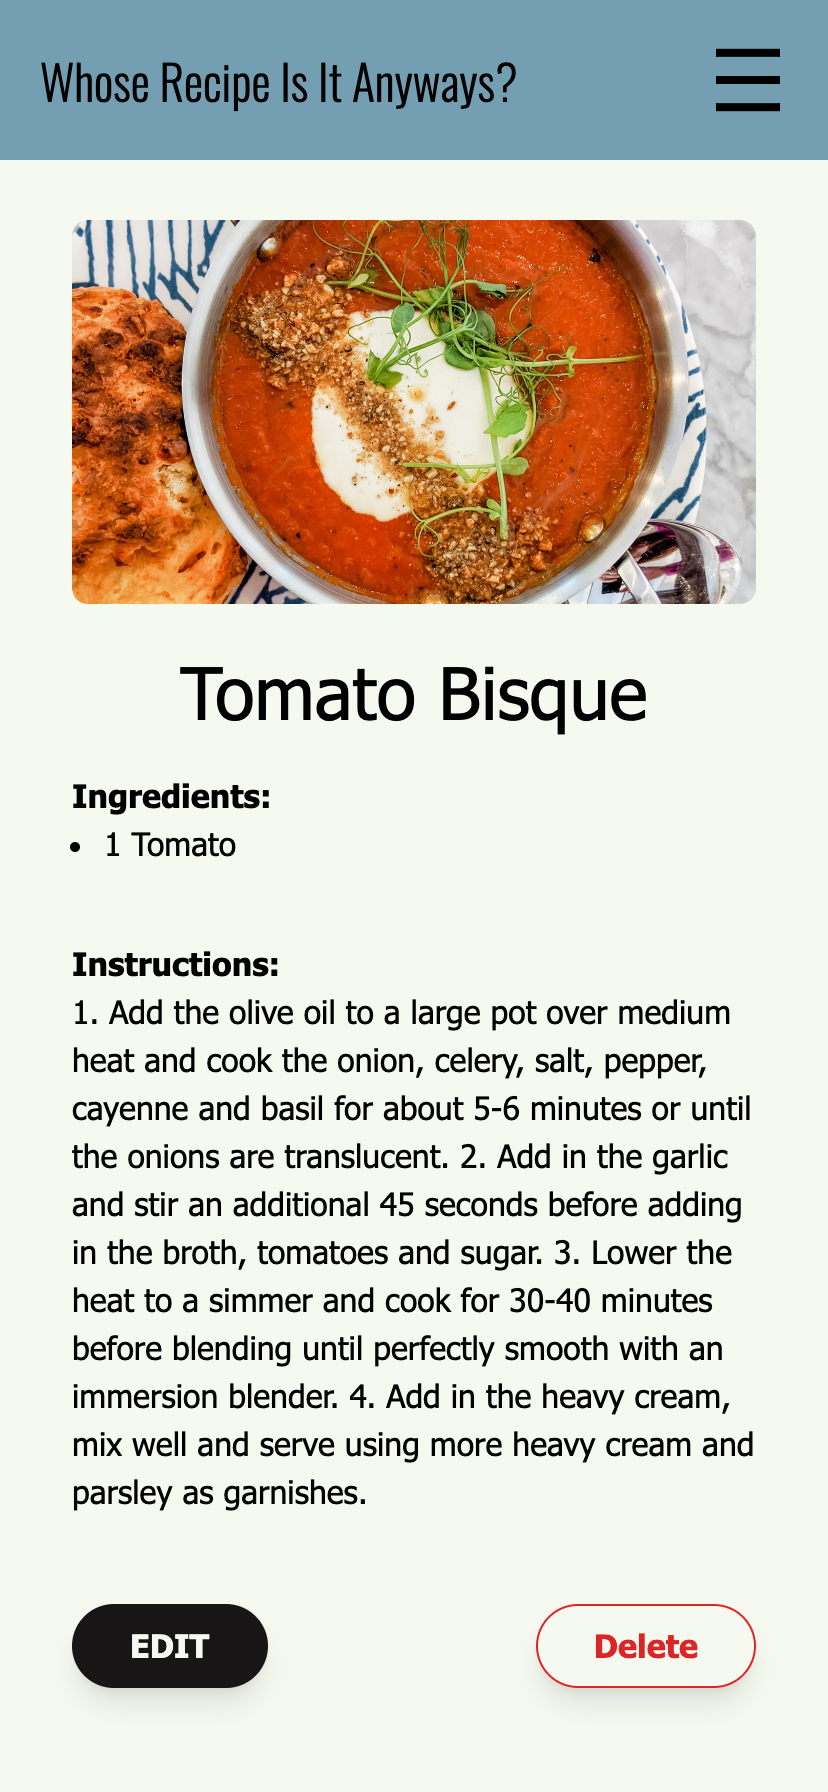 Whose Recipe Is It Anyways?
Tomato Bisque
Ingredients:
• 1 Tomato
Instructions:
1. Add the olive oil to a large pot over medium
heat and cook the onion, celery, salt, pepper,
cayenne and basil for about 5-6 minutes or until
the onions are translucent. 2. Add in the garlic
and stir an additional 45 seconds before adding
in the broth, tomatoes and sugar. 3. Lower the
heat to a simmer and cook for 30-40 minutes
before blending until perfectly smooth with an
immersion blender. 4. Add in the heavy cream,
mix well and serve using more heavy cream and
parsley as garnishes.
EDIT
Delete